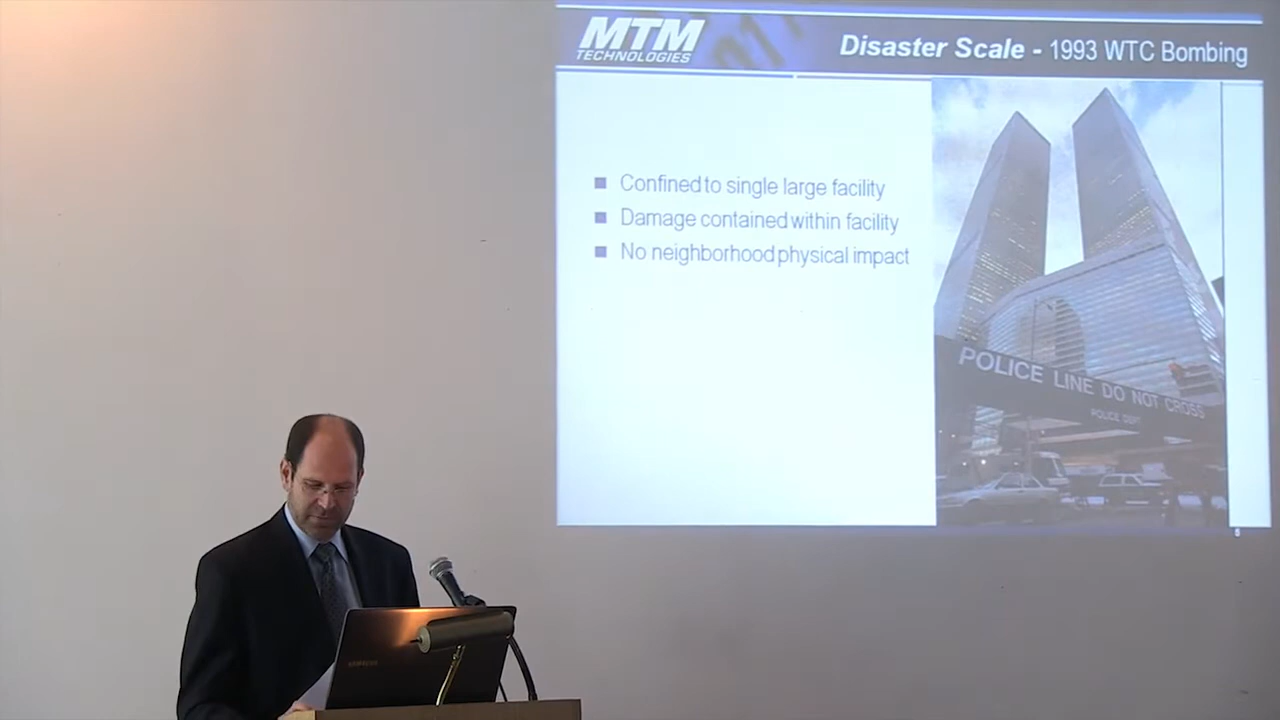 MTM
TECHNOLOGIES
Disaster Scale - 1993 WTC Bombing
Confined to single large facility
Damage contained within facility
No neighborhood physical impact
POLICE LINE DO NOT CROSS
POLICE DEPT
SAMSUNG